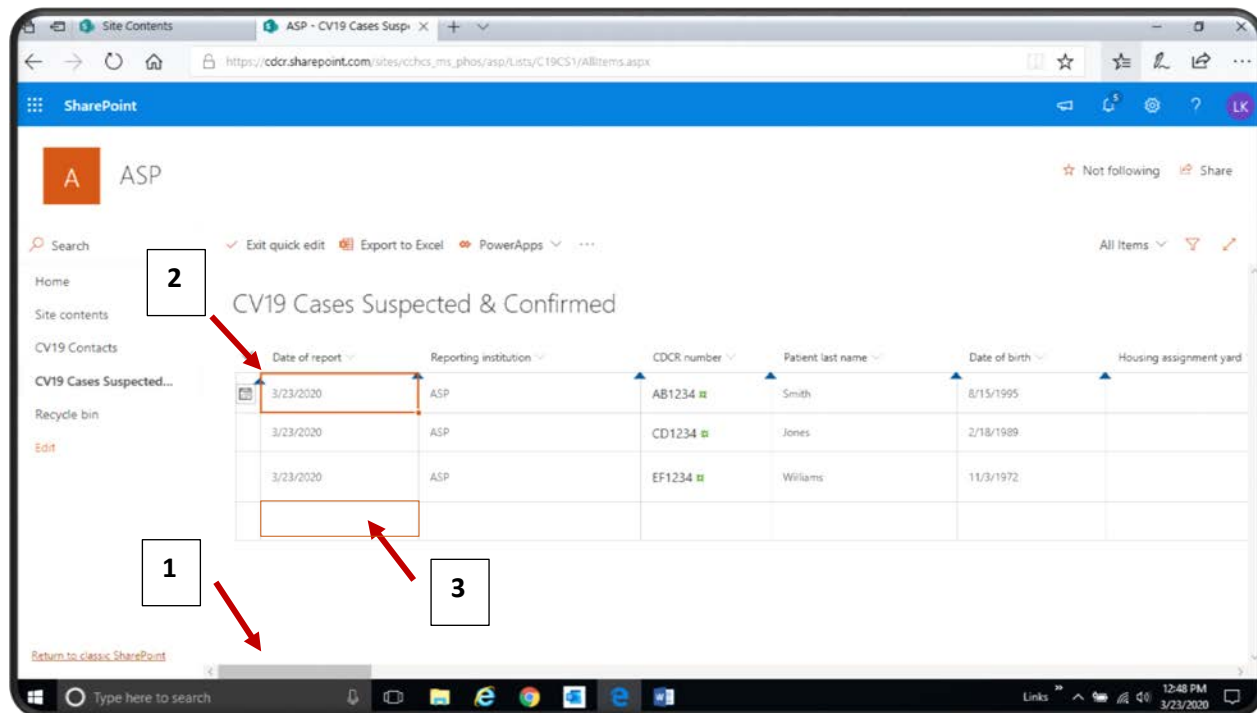 Site Contents
ASP - CV19 Cases Susp
https://cdcr.sharepoint.com/sites/cchcs_ms_phos/asp/Lists/C19CS1/AllItems.aspx
SharePoint
5
LK
A
ASP
Not following
Share
Search
Exit quick edit
Export to Excel
PowerApps
All Items
Home
Site contents
CV19 Contacts
CV19 Cases Suspected...
Recycle bin
Edit
2
CV19 Cases Suspected & Confirmed
Date of report Reporting institution CDCR number Patient last name Date of birth Housing assignment yard
3/23/2020 ASP AB1234 Smith 8/15/1995
3/23/2020 ASP CD1234 Jones 2/18/1989
3/23/2020 ASP EF1234 Williams 11/3/1972
1
3
Return to classic SharePoint
Type here to search
Links
12:48 PM
3/23/2020